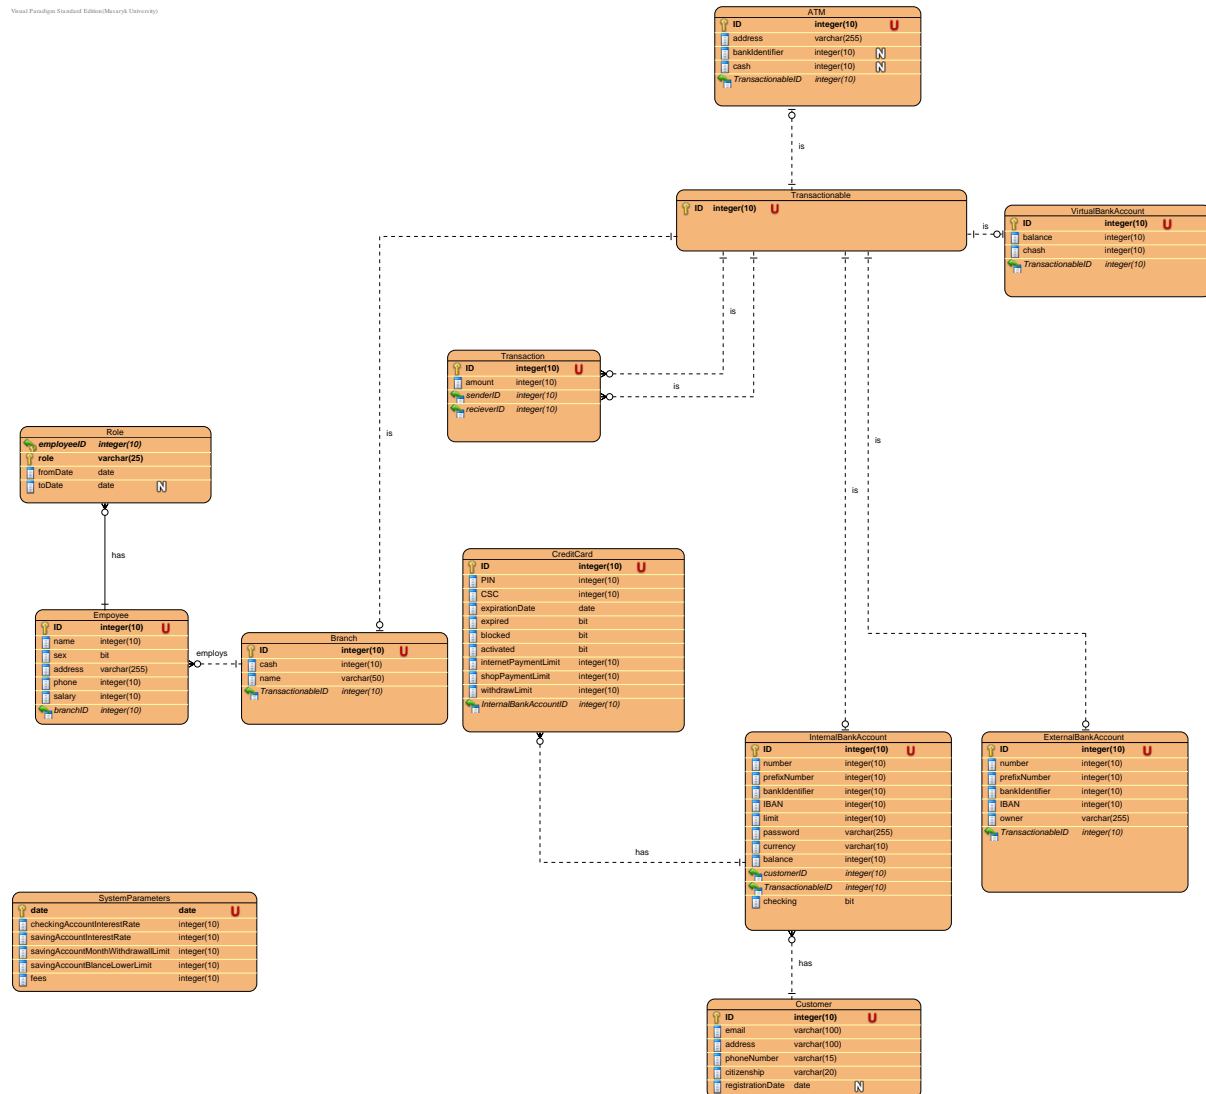 Visual Paradigm Standard Edition(Masaryk University)
ATM
ID integer(10) U
address varchar(255)
bankIdentifier integer(10) N
cash integer(10) N
TransactionableID integer(10)
is
Transactionable
ID integer(10) U
VirtualBankAccount
ID integer(10) U
balance integer(10)
chash integer(10)
TransactionableID integer(10)
is
is
Transaction
ID integer(10) U
amount integer(10)
senderID integer(10)
recieverID integer(10)
is
is
is
is
Role
employeeID integer(10)
role varchar(25)
fromDate date
toDate date N
has
Empoyee
ID integer(10) U
name integer(10)
sex bit
address varchar(255)
phone integer(10)
salary integer(10)
branchID integer(10)
employs
Branch
ID integer(10) U
cash integer(10)
name varchar(50)
TransactionableID integer(10)
CreditCard
ID integer(10) U
PIN integer(10)
CSC integer(10)
expirationDate date
expired bit
blocked bit
activated bit
internetPaymentLimit integer(10)
shopPaymentLimit integer(10)
withdrawLimit integer(10)
InternalBankAccountID integer(10)
has
InternalBankAccount
ID integer(10) U
number integer(10)
prefixNumber integer(10)
bankIdentifier integer(10)
IBAN integer(10)
limit integer(10)
password varchar(255)
currency varchar(10)
balance integer(10)
customerID integer(10)
TransactionableID integer(10)
checking bit
ExternalBankAccount
ID integer(10) U
number integer(10)
prefixNumber integer(10)
bankIdentifier integer(10)
IBAN integer(10)
owner varchar(255)
TransactionableID integer(10)
SystemParameters
date date U
checkingAccountInterestRate integer(10)
savingAccountInterestRate integer(10)
savingAccountMonthWithdrawallLimit integer(10)
savingAccountBlanceLowerLimit integer(10)
fees integer(10)
has
Customer
ID integer(10) U
email varchar(100)
address varchar(100)
phoneNumber varchar(15)
citizenship varchar(20)
registrationDate date N